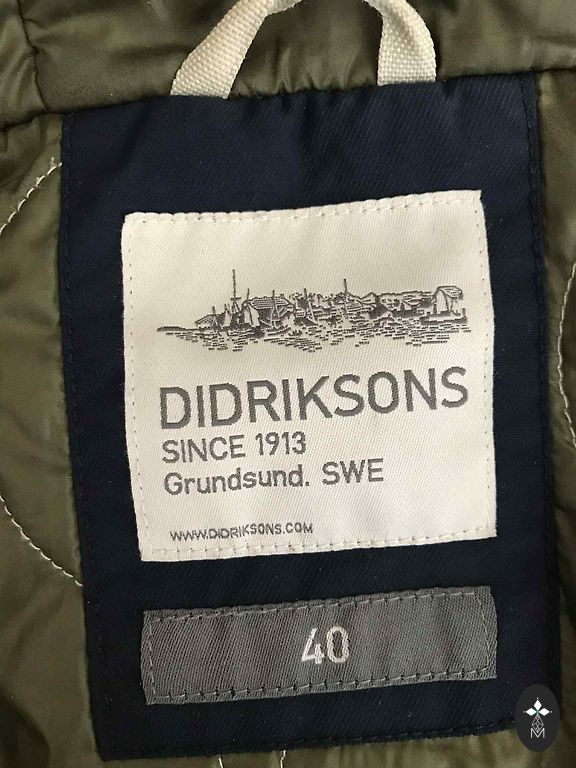 DIDRIKSONS
SINCE 1913
Grundsund. SWE
WWW.DIDRIKSONS.COM
40
M